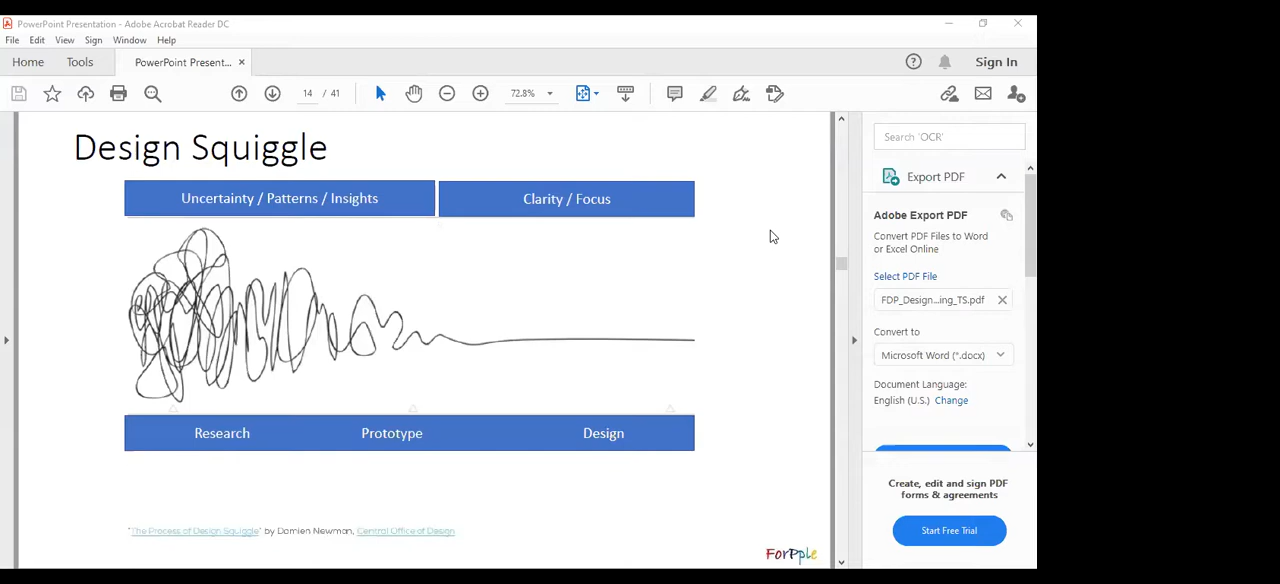 PowerPoint Presentation - Adobe Acrobat Reader DC
File Edit View Sign Window Help
Home Tools PowerPoint Present... × Sign In
14 / 41 72.8%
Design Squiggle
Uncertainty / Patterns / Insights
Clarity / Focus
Research Prototype Design
"The Process of Design Squiggle" by Damien Newman, Central Office of Design
ForPple
Search 'OCR'
Export PDF
Adobe Export PDF
Convert PDF Files to Word
or Excel Online
Select PDF File
FDP_Design...ing_TS.pdf
Convert to
Microsoft Word (*.docx)
Document Language:
English (U.S.) Change
Create, edit and sign PDF
forms & agreements
Start Free Trial